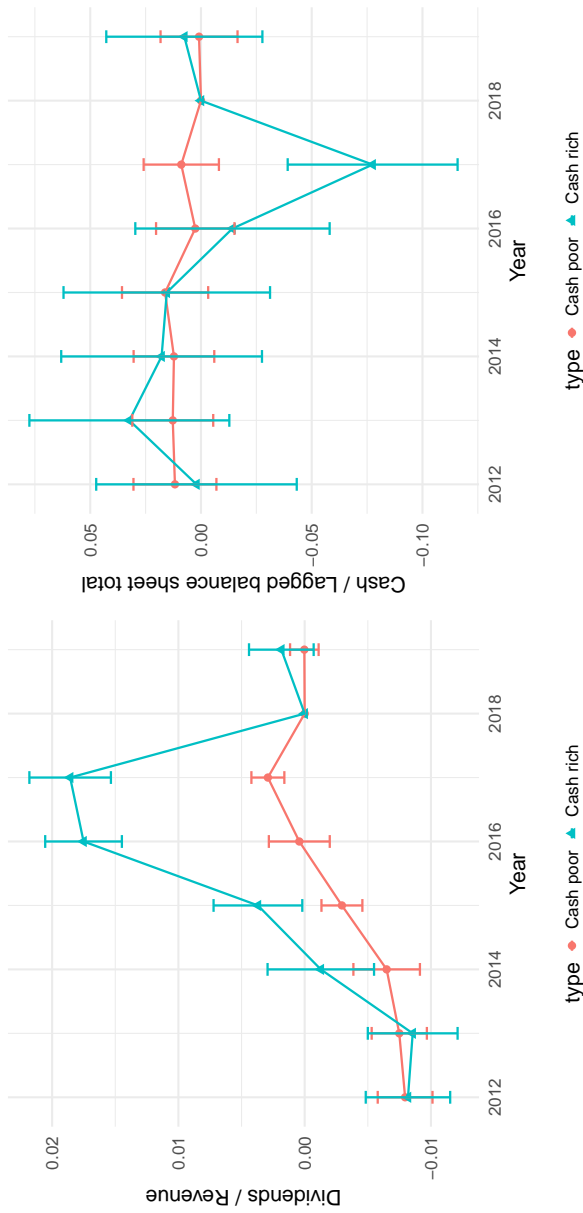 Dividends / Revenue
0.02
0.01
0.00
−0.01
2012
2014
2016
2018
Year
type Cash poor Cash rich
Cash / Lagged balance sheet total
0.05
0.00
−0.05
−0.10
2012
2014
2016
2018
Year
type Cash poor Cash rich